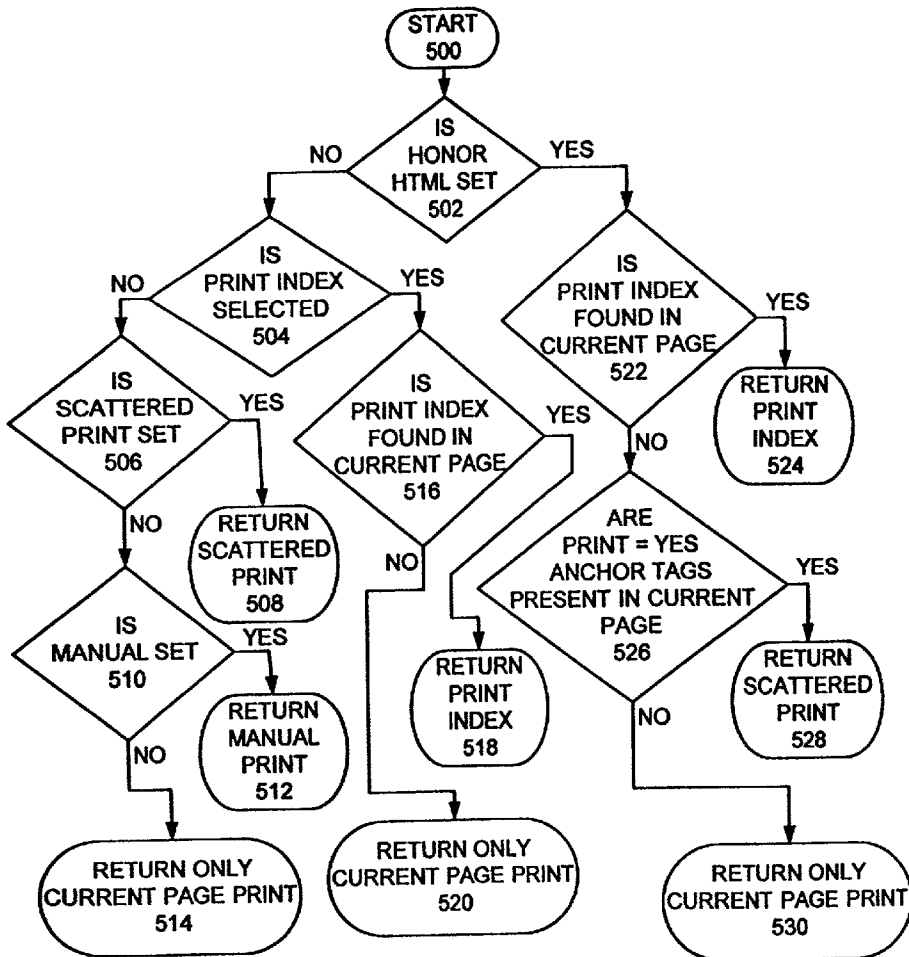 START
500
IS
HONOR
HTML SET
502
NO
YES
IS
PRINT INDEX
SELECTED
504
NO
YES
IS
PRINT INDEX
FOUND IN
CURRENT PAGE
522
YES
NO
RETURN
PRINT
INDEX
524
IS
SCATTERED
PRINT SET
506
YES
NO
IS
PRINT INDEX
FOUND IN
CURRENT PAGE
516
YES
NO
RETURN
SCATTERED
PRINT
508
ARE
PRINT = YES
ANCHOR TAGS
PRESENT IN CURRENT
PAGE
526
YES
NO
IS
MANUAL SET
510
YES
NO
RETURN
MANUAL
PRINT
512
RETURN
PRINT
INDEX
518
RETURN
SCATTERED
PRINT
528
RETURN ONLY
CURRENT PAGE PRINT
514
RETURN ONLY
CURRENT PAGE PRINT
520
RETURN ONLY
CURRENT PAGE PRINT
530